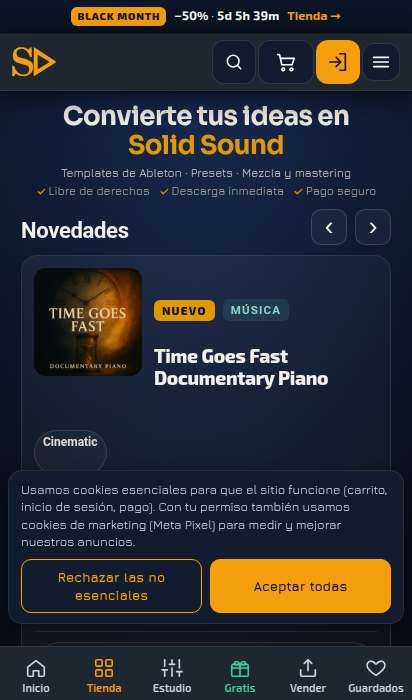 BLACK MONTH −50% · 5d 5h 39m Tienda →
Convierte tus ideas en
Solid Sound
Templates de Ableton · Presets · Mezcla y mastering
✓ Libre de derechos ✓ Descarga inmediata ✓ Pago seguro
Novedades
TIME GOES
FAST
DOCUMENTARY PIANO
NUEVO MÚSICA
Time Goes Fast
Documentary Piano
Cinematic
Usamos cookies esenciales para que el sitio funcione (carrito,
inicio de sesión, pago). Con tu permiso también usamos
cookies de marketing (Meta Pixel) para medir y mejorar
nuestros anuncios.
Rechazar las no
esenciales
Aceptar todas
Inicio Tienda Estudio Gratis Vender Guardados